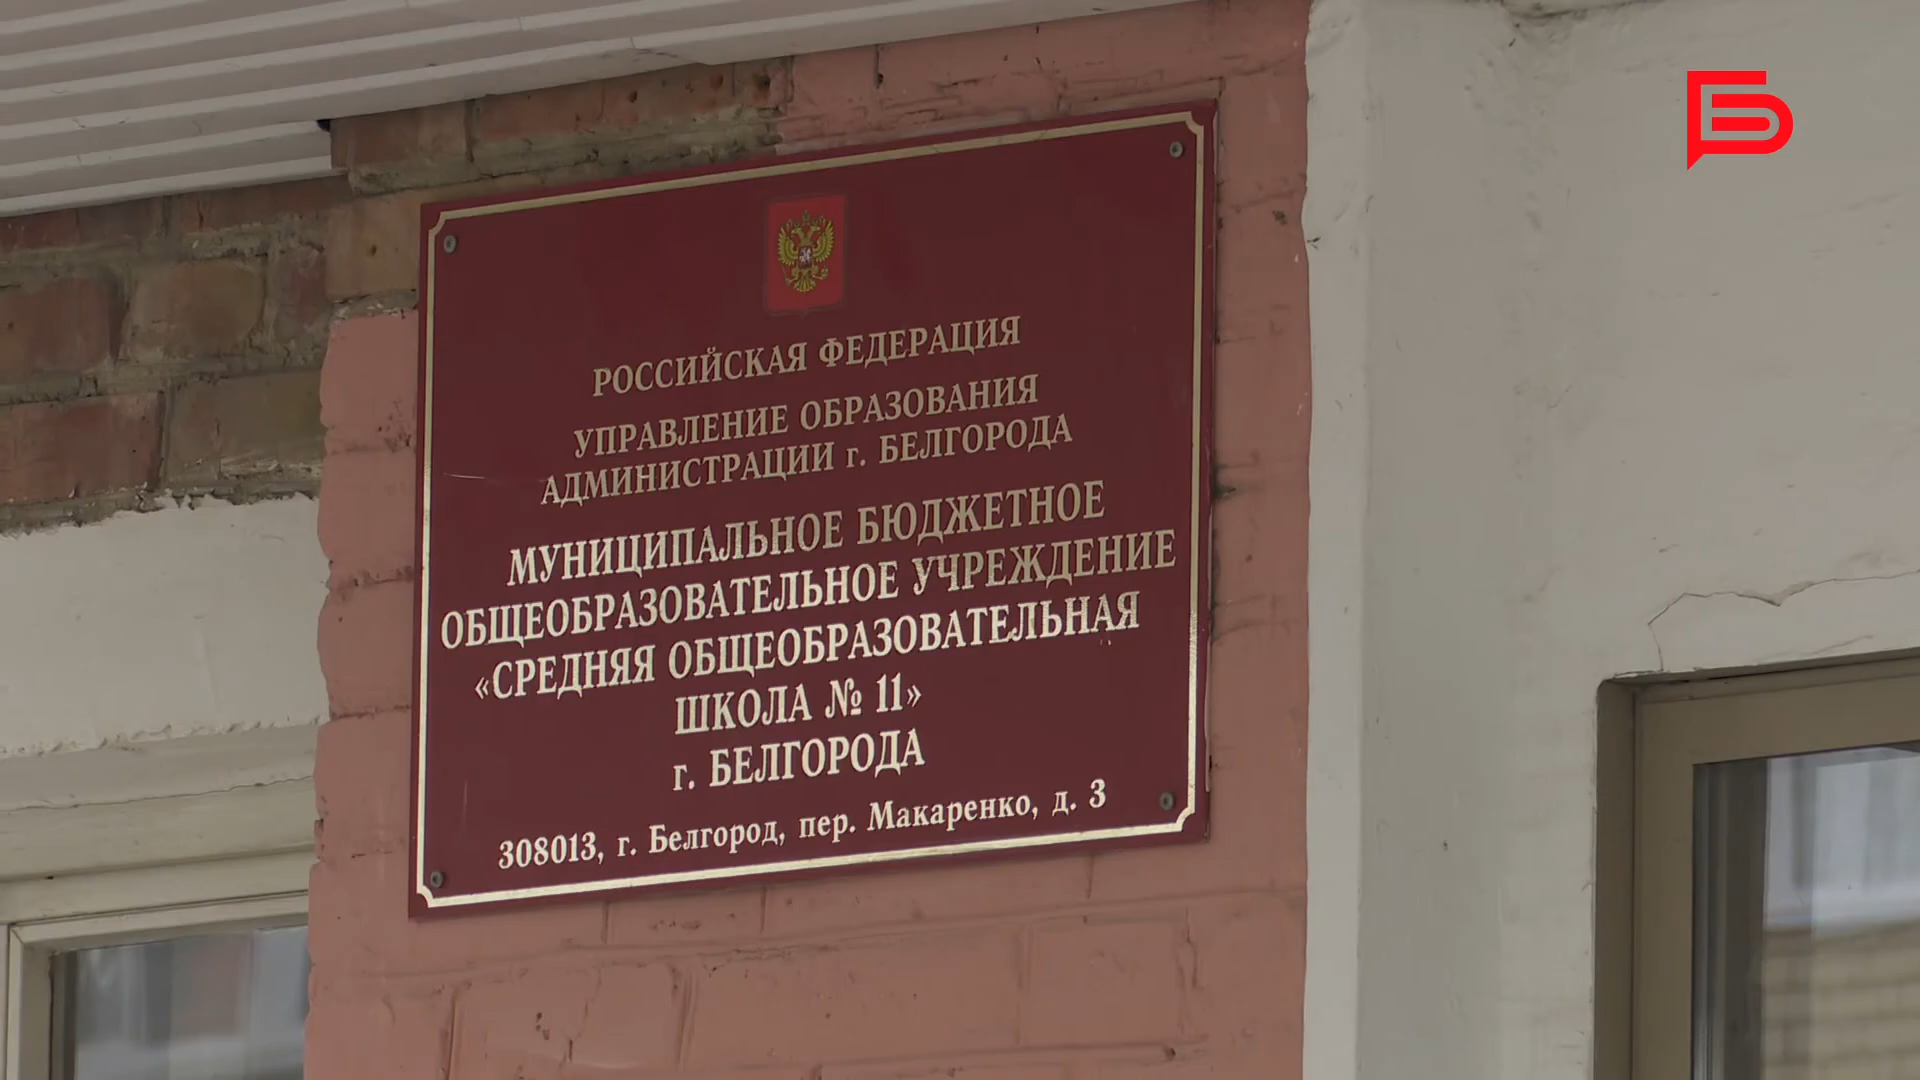 РОССИЙСКАЯ ФЕДЕРАЦИЯ
УПРАВЛЕНИЕ ОБРАЗОВАНИЯ
АДМИНИСТРАЦИИ г. БЕЛГОРОДА
МУНИЦИПАЛЬНОЕ БЮДЖЕТНОЕ
ОБЩЕОБРАЗОВАТЕЛЬНОЕ УЧРЕЖДЕНИЕ
«СРЕДНЯЯ ОБЩЕОБРАЗОВАТЕЛЬНАЯ
ШКОЛА № 11»
г. БЕЛГОРОДА
308013, г. Белгород, пер. Макаренко, д. 3